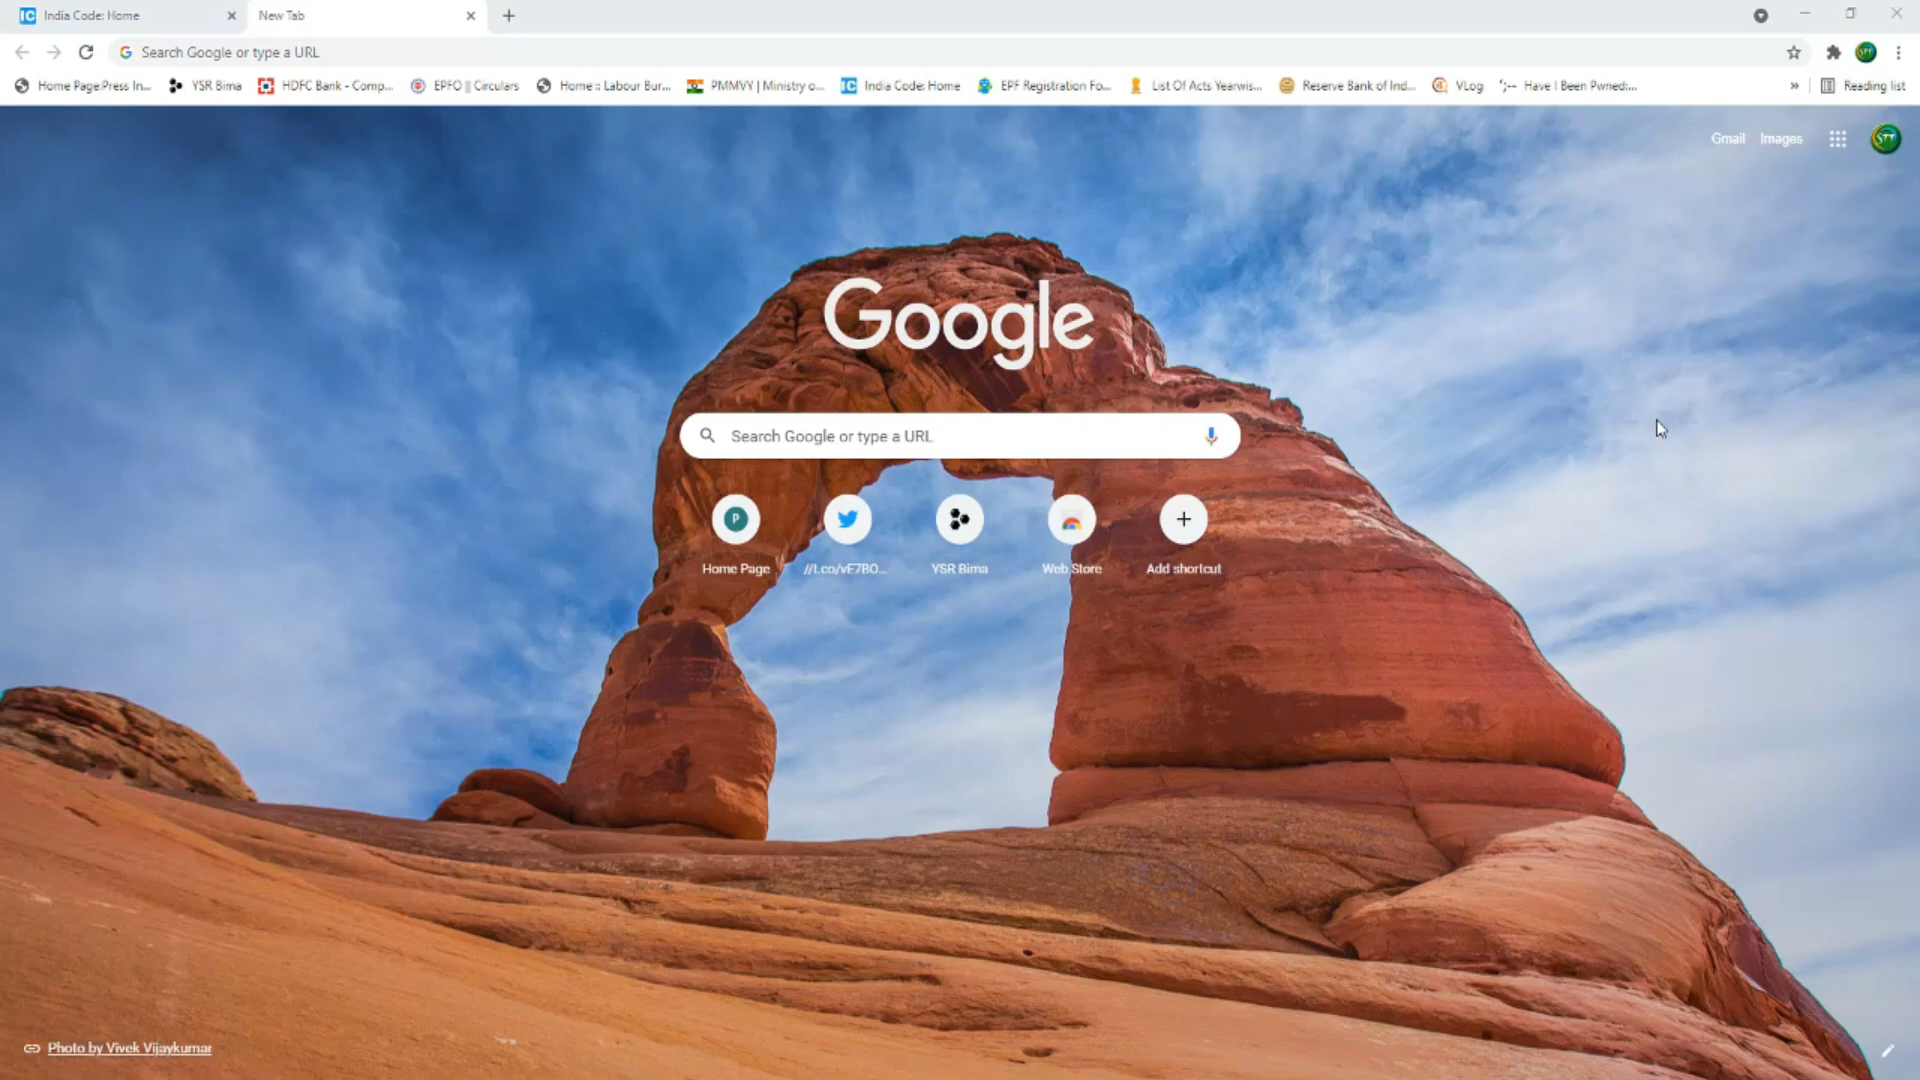 India Code: Home
New Tab
Search Google or type a URL
Home Page:Press In...
YSR Bima
HDFC Bank - Comp...
EPFO || Circulars
Home :: Labour Bur...
PMMVY | Ministry o...
India Code: Home
EPF Registration Fo...
List Of Acts Yearwis...
Reserve Bank of Ind...
VLog
Have I Been Pwned:...
Reading list
Gmail
Images
Google
Search Google or type a URL
Home Page
YSR Bima
Web Store
Add shortcut
Photo by Vivek Vijaykumar